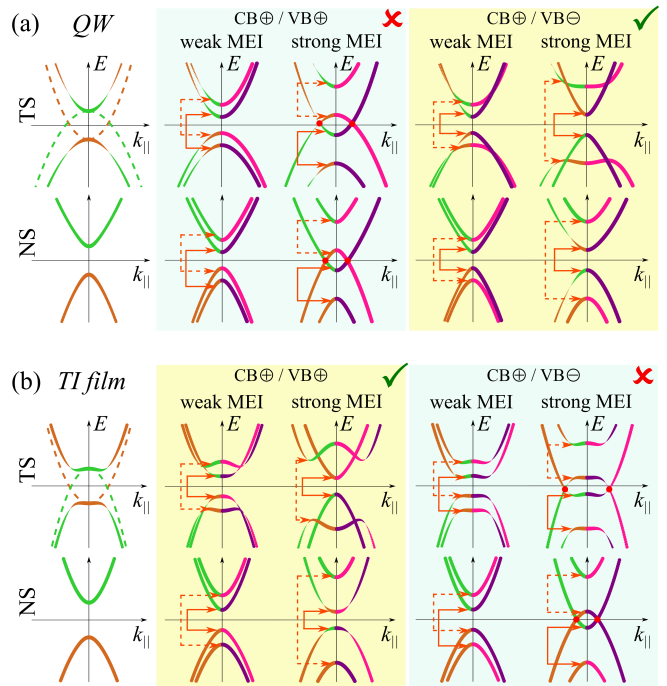 (a) QW CB⊕ / VB⊕ ✘ CB⊕ / VB⊖ ✓
weak MEI strong MEI weak MEI strong MEI
TS E E E E E
k|| k|| k|| k|| k||
NS
k|| k|| k|| k|| k||
(b) TI film CB⊕ / VB⊕ ✓ CB⊕ / VB⊖ ✘
weak MEI strong MEI weak MEI strong MEI
TS E E E E E
k|| k|| k|| k|| k||
NS
k|| k|| k|| k|| k||